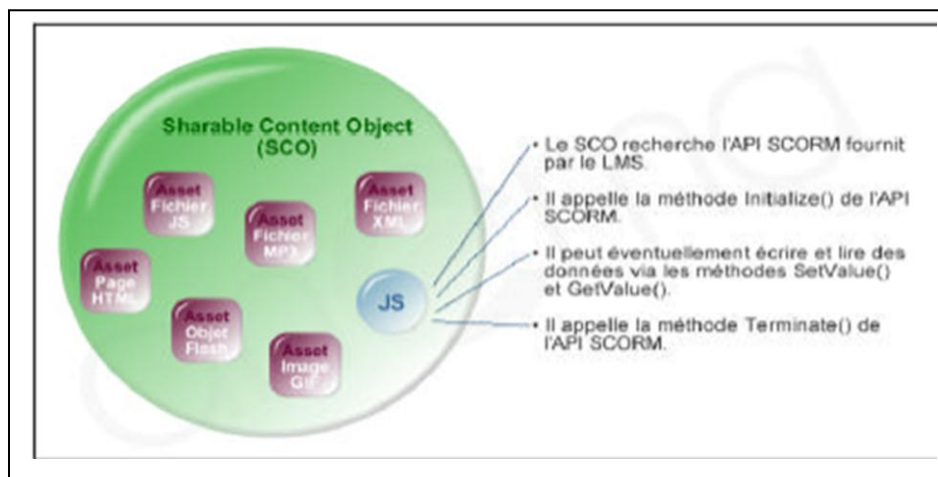 Sharable Content Object
(SCO)
Asset
Fichier
JS
Asset
Fichier
MP3
Asset
Fichier
XML
Asset
Page
HTML
Asset
Objet
Flash
Asset
Image
GIF
JS
• Le SCO recherche l'API SCORM fournit
par le LMS.
• Il appelle la méthode Initialize() de l'API
SCORM.
• Il peut éventuellement écrire et lire des
données via les méthodes SetValue()
et GetValue().
• Il appelle la méthode Terminate() de
l'API SCORM.